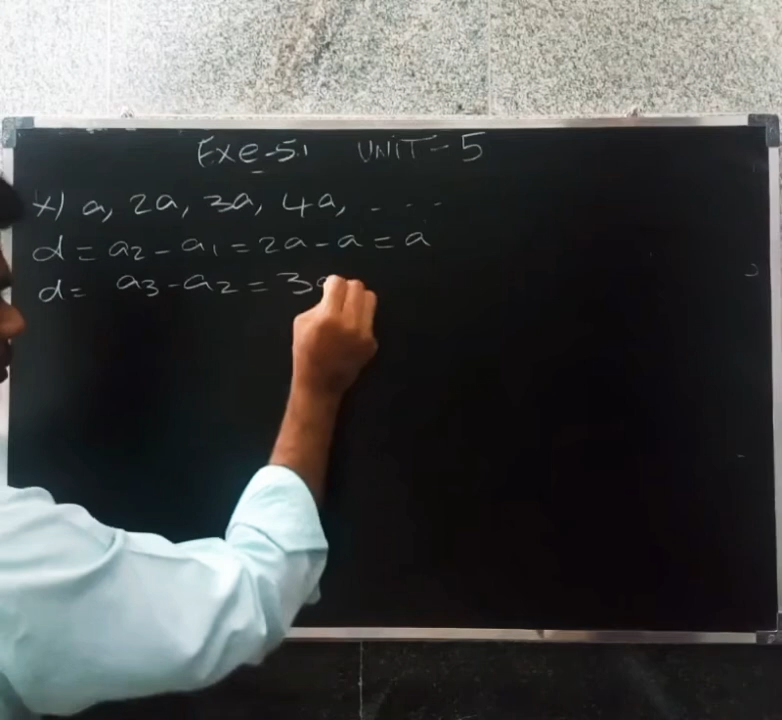 Exe-5.1 UNIT-5
x) a, 2a, 3a, 4a, ....
d = a₂ - a₁ = 2a - a = a
d = a₃ - a₂ = 3a